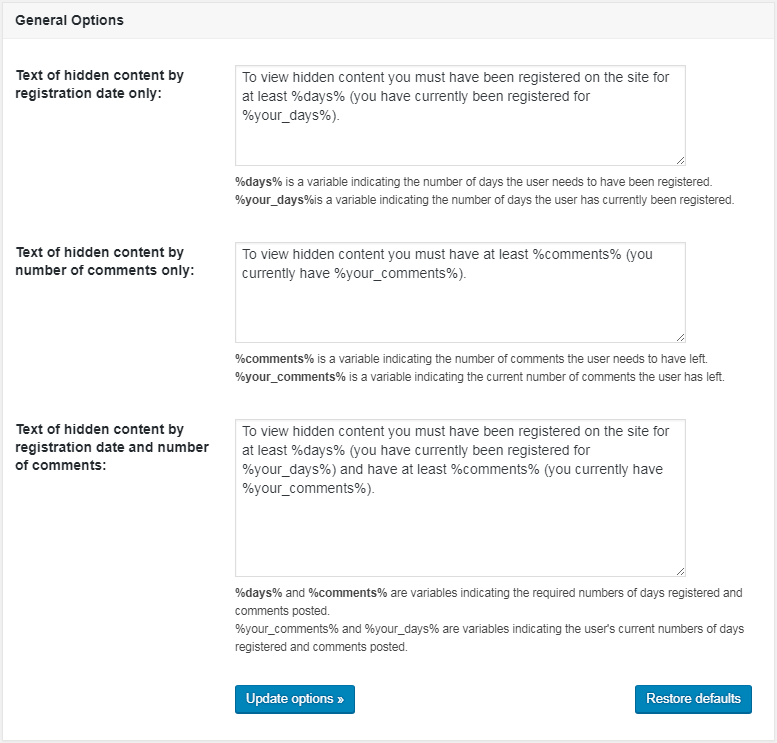 General Options
Text of hidden content by
registration date only:
To view hidden content you must have been registered on the site for
at least %days% (you have currently been registered for
%your_days%).
%days% is a variable indicating the number of days the user needs to have been registered.
%your_days%is a variable indicating the number of days the user has currently been registered.
Text of hidden content by
number of comments only:
To view hidden content you must have at least %comments% (you
currently have %your_comments%).
%comments% is a variable indicating the number of comments the user needs to have left.
%your_comments% is a variable indicating the current number of comments the user has left.
Text of hidden content by
registration date and number
of comments:
To view hidden content you must have been registered on the site for
at least %days% (you have currently been registered for
%your_days%) and have at least %comments% (you currently have
%your_comments%).
%days% and %comments% are variables indicating the required numbers of days registered and
comments posted.
%your_comments% and %your_days% are variables indicating the user's current numbers of days
registered and comments posted.
Update options »
Restore defaults